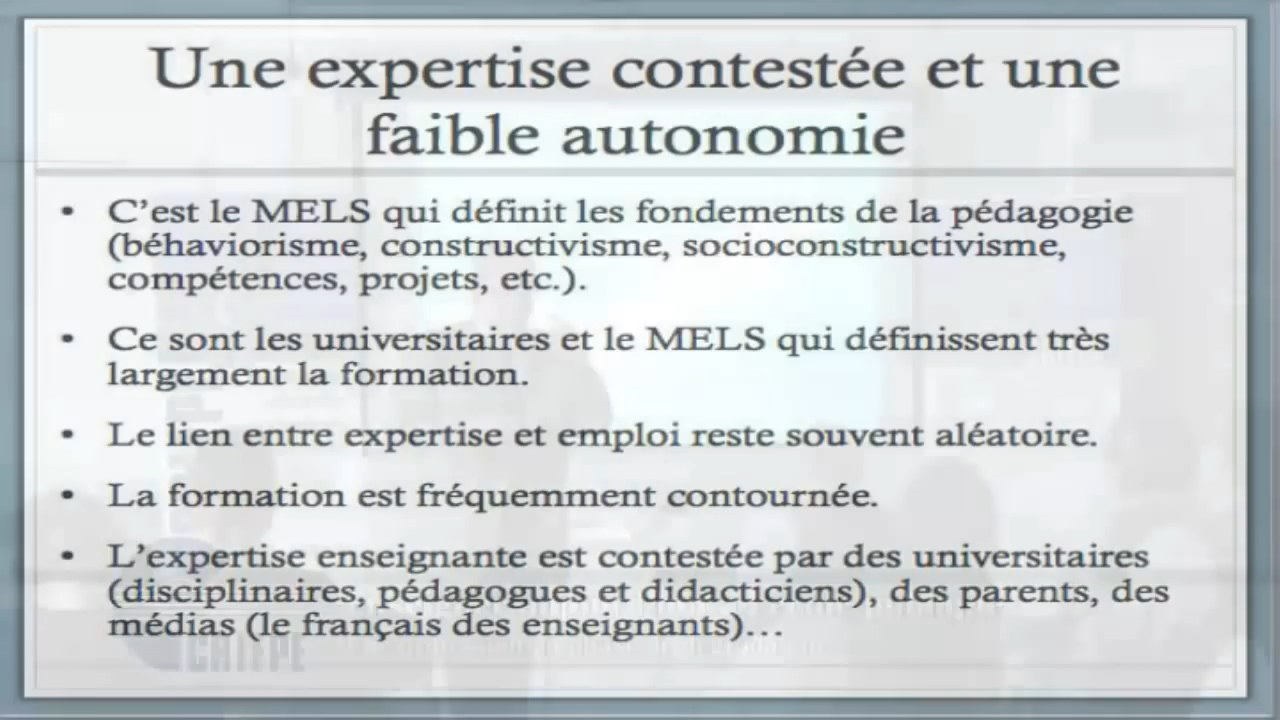 Une expertise contestée et une
faible autonomie
• C'est le MELS qui définit les fondements de la pédagogie
(béhaviorisme, constructivisme, socioconstructivisme,
compétences, projets, etc.).
• Ce sont les universitaires et le MELS qui définissent très
largement la formation.
• Le lien entre expertise et emploi reste souvent aléatoire.
• La formation est fréquemment contournée.
• L'expertise enseignante est contestée par des universitaires
(disciplinaires, pédagogues et didacticiens), des parents, des
médias (le français des enseignants)…